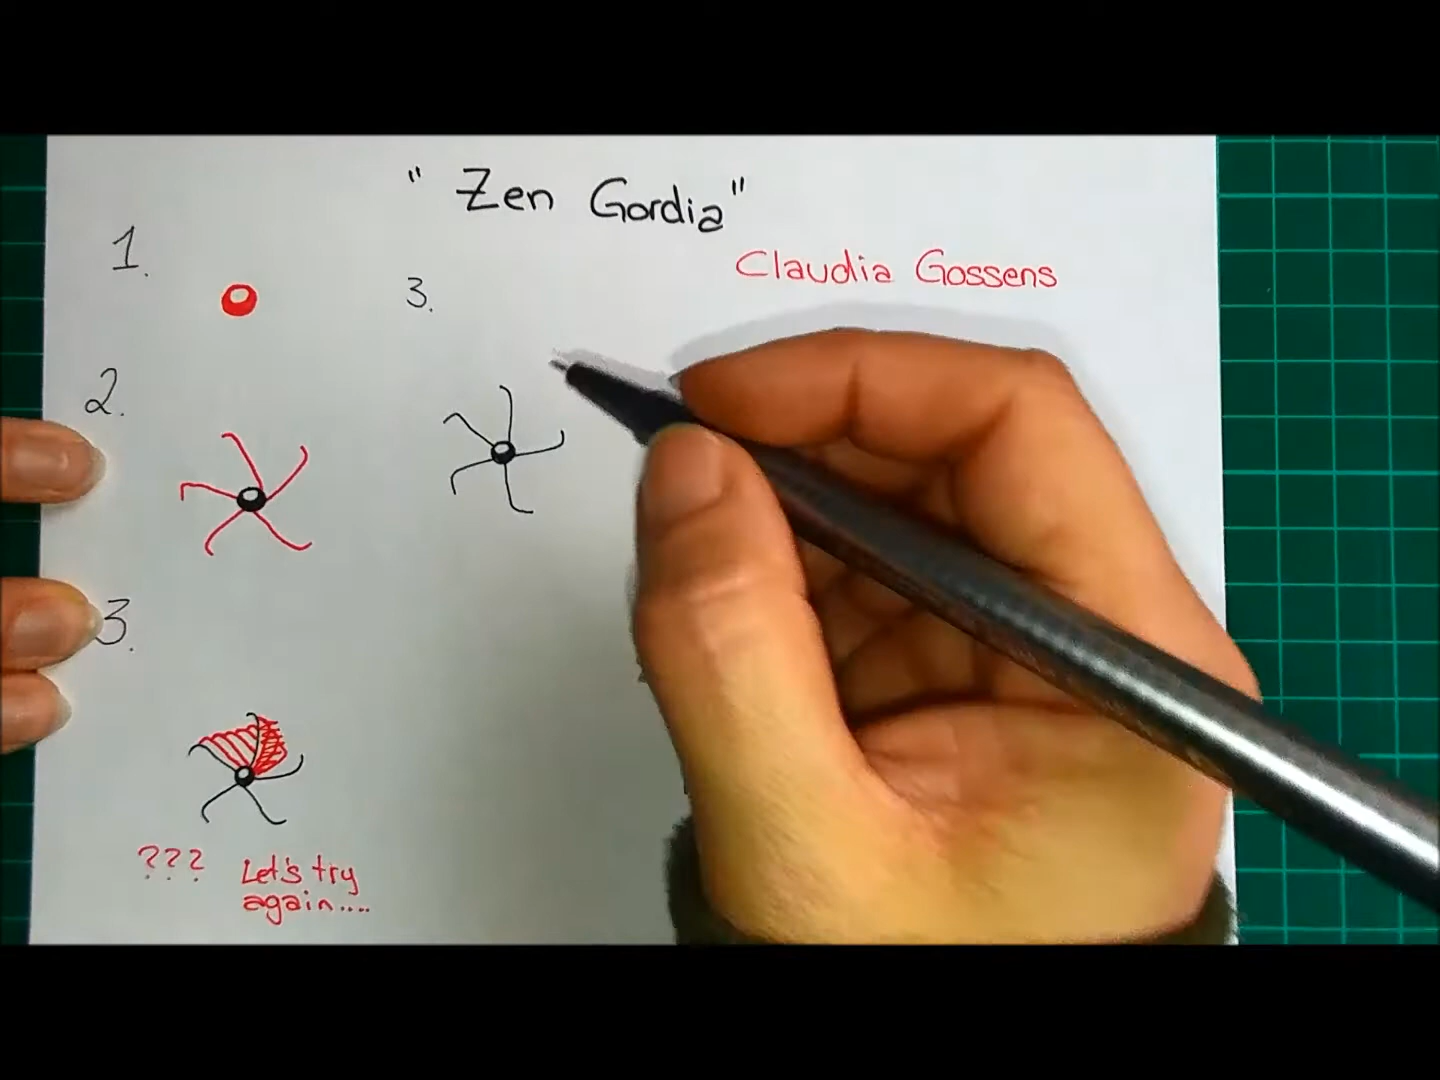 "Zen Gordia"
Claudia Gossens
1.
2.
3.
??? Let's try
again....
3.